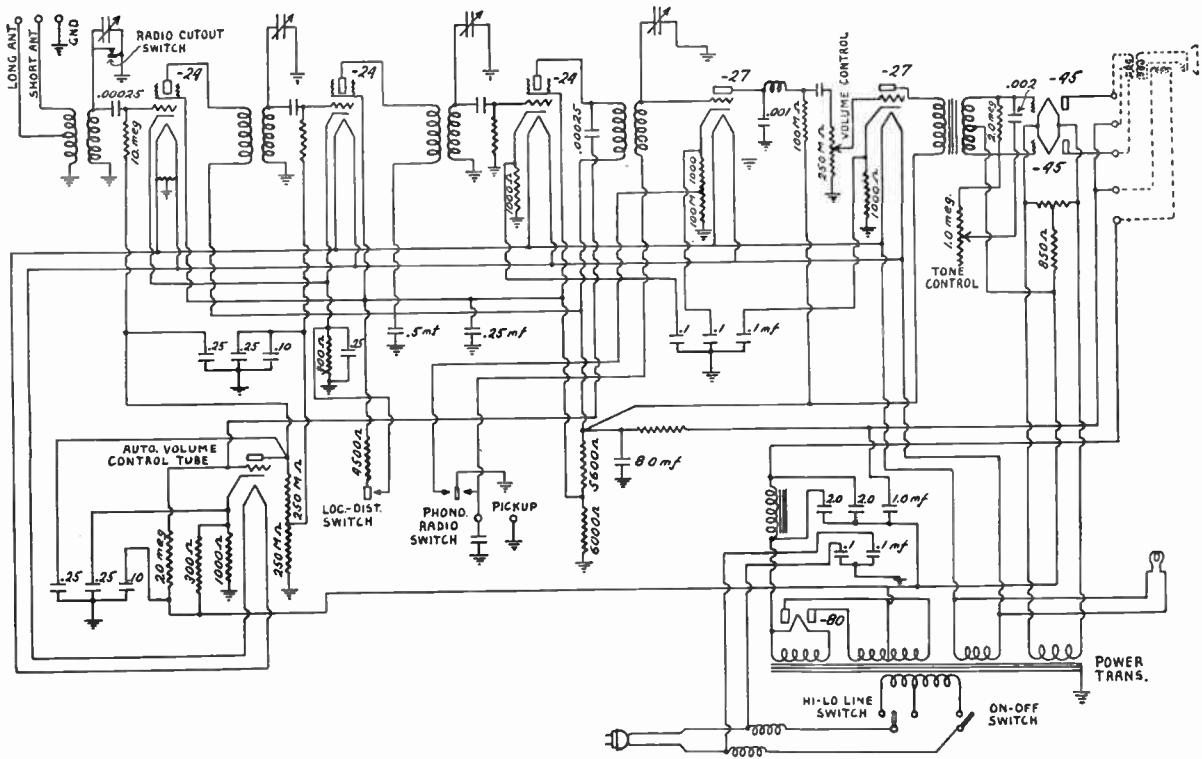 LONG ANT
SHORT ANT
GND
RADIO CUTOUT
SWITCH
.00025
10 meg
-24
-24
-24
.00025
-27
.001
100 M Ω
250 M Ω
VOLUME CONTROL
-27
.002
-45
2.0 meg
-45
1000 Ω
100 M
1000
1000 Ω
1.0 meg.
TONE
CONTROL
850 Ω
.25
.25
.10
.25
.5 mf
.25 mf
.1
.1
.1 mf
AUTO. VOLUME
CONTROL TUBE
250 M Ω
4500 Ω
LOC.-DIST.
SWITCH
PHONO.
RADIO
SWITCH
PICKUP
5600 Ω
6000 Ω
8.0 mf
2.0
2.0
1.0 mf
.1
.1 mf
.25
.25
.10
2.0 meg
300 Ω
1000 Ω
250 M Ω
-80
POWER
TRANS.
HI-LO LINE
SWITCH
ON-OFF
SWITCH